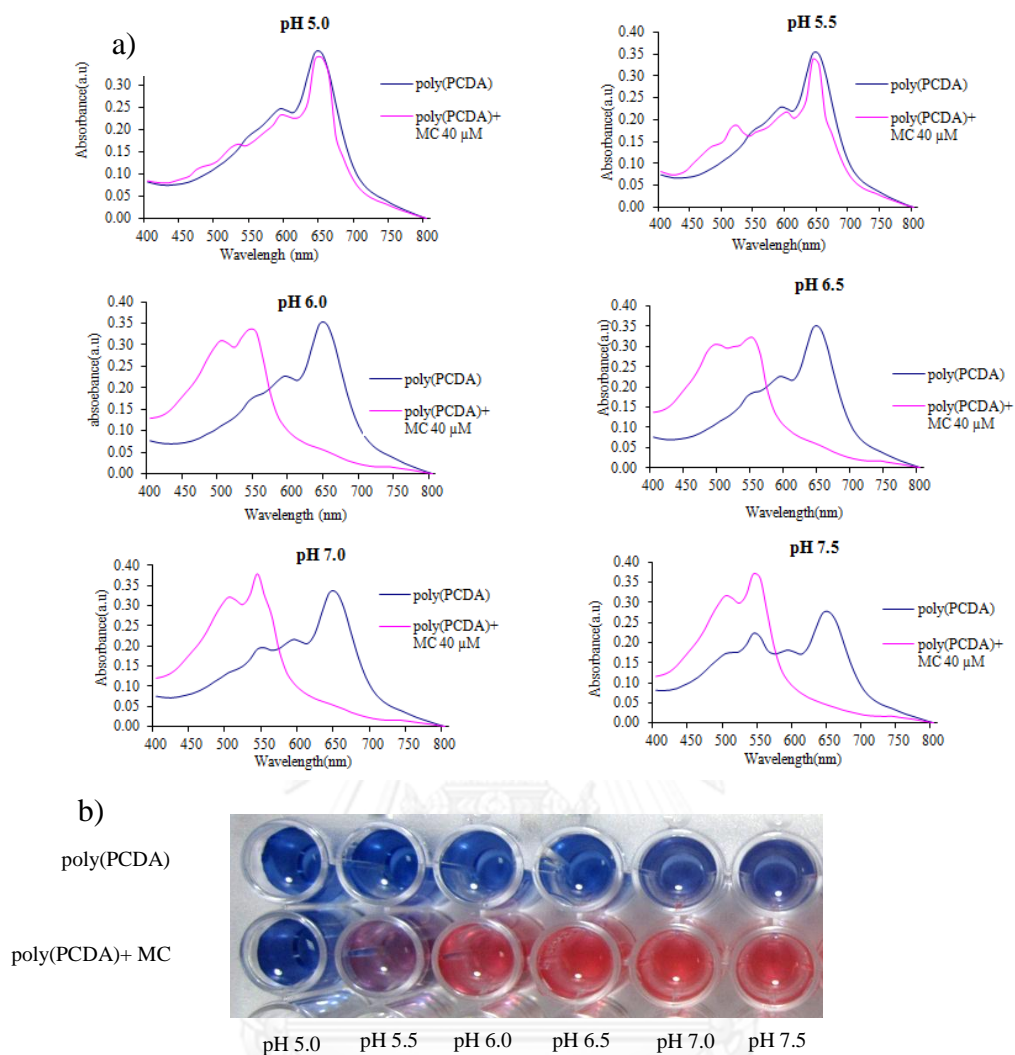 a)
pH 5.0
Absorbance(a.u)
0.30
0.25
0.20
0.15
0.10
0.05
0.00
400 450 500 550 600 650 700 750 800
Wavelengh (nm)
poly(PCDA)
poly(PCDA)+
MC 40 µM
pH 5.5
Absorbance(a.u)
0.40
0.35
0.30
0.25
0.20
0.15
0.10
0.05
0.00
400 450 500 550 600 650 700 750 800
Wavelength(nm)
poly(PCDA)
poly(PCDA)+
MC 40 µM
pH 6.0
absoebance(a.u)
0.40
0.35
0.30
0.25
0.20
0.15
0.10
0.05
0.00
400 450 500 550 600 650 700 750 800
Wavelength (nm)
poly(PCDA)
poly(PCDA)+
MC 40 µM
pH 6.5
Absorbance(a.u)
0.40
0.35
0.30
0.25
0.20
0.15
0.10
0.05
0.00
400 450 500 550 600 650 700 750 800
Wavelength(nm)
poly(PCDA)
poly(PCDA)+
MC 40 µM
pH 7.0
Absorbance(a.u)
0.40
0.35
0.30
0.25
0.20
0.15
0.10
0.05
0.00
400 450 500 550 600 650 700 750 800
Wavelength(nm)
poly(PCDA)
poly(PCDA)+
MC 40 µM
pH 7.5
Absorbance(a.u)
0.40
0.35
0.30
0.25
0.20
0.15
0.10
0.05
0.00
400 450 500 550 600 650 700 750 800
Wavelength(nm)
poly(PCDA)
poly(PCDA)+
MC 40 µM
b)
poly(PCDA)
poly(PCDA)+ MC
pH 5.0 pH 5.5 pH 6.0 pH 6.5 pH 7.0 pH 7.5